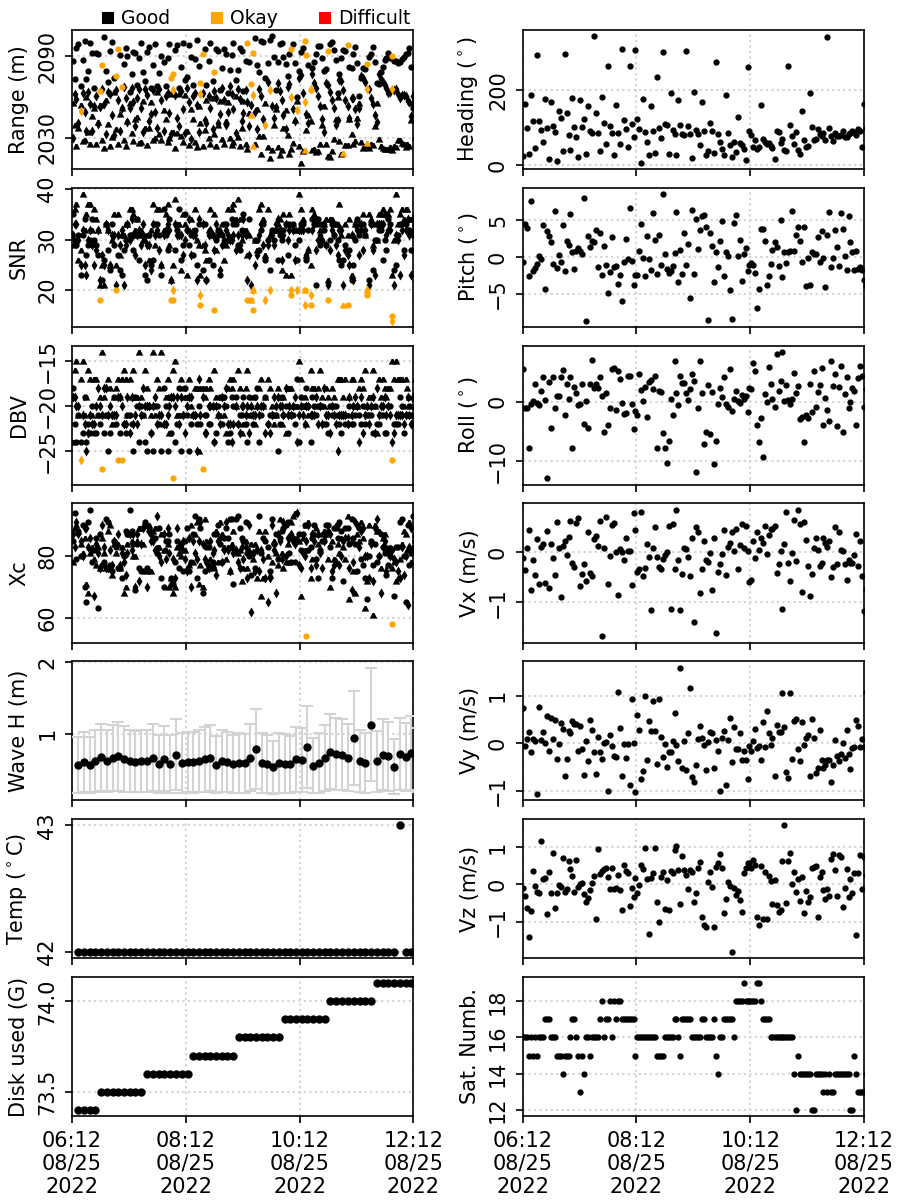 Good Okay Difficult
Range (m)
2090
2030
Heading (°)
200
0
SNR
40
30
20
Pitch (°)
5
0
−5
DBV
−15
−20
−25
Roll (°)
0
−10
Xc
80
60
Vx (m/s)
0
−1
Wave H (m)
2
1
Vy (m/s)
1
0
−1
Temp (°C)
43
42
Vz (m/s)
1
0
−1
Disk used (G)
74.0
73.5
Sat. Numb.
18
16
14
12
06:12 08:12 10:12 12:12 06:12 08:12 10:12 12:12
08/25 08/25 08/25 08/25 08/25 08/25 08/25 08/25
2022 2022 2022 2022 2022 2022 2022 2022